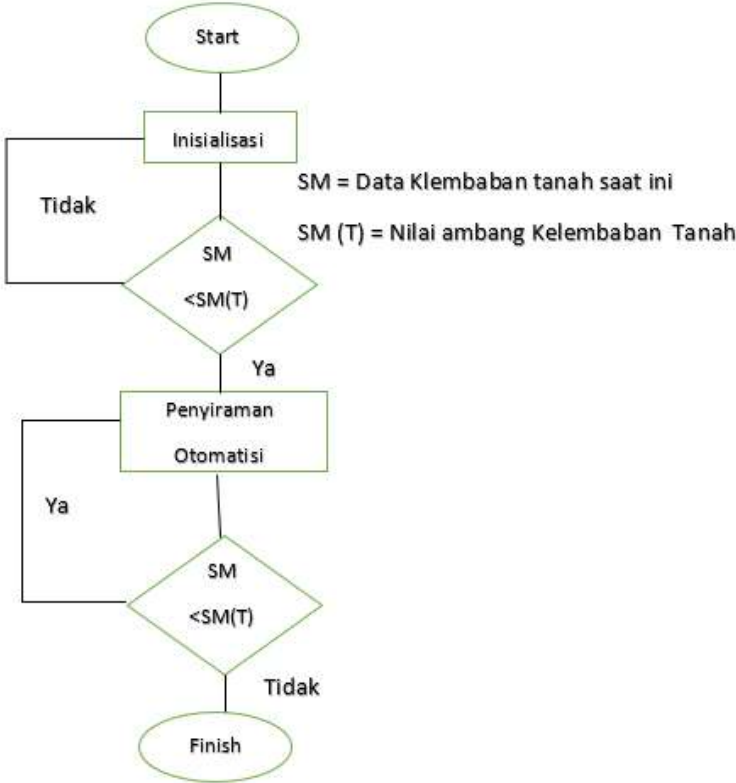 Start
Inisialisasi
SM = Data Klembaban tanah saat ini
Tidak
SM (T) = Nilai ambang Kelembaban Tanah
SM
<SM(T)
Ya
Penyiraman
Otomatisi
Ya
SM
<SM(T)
Tidak
Finish